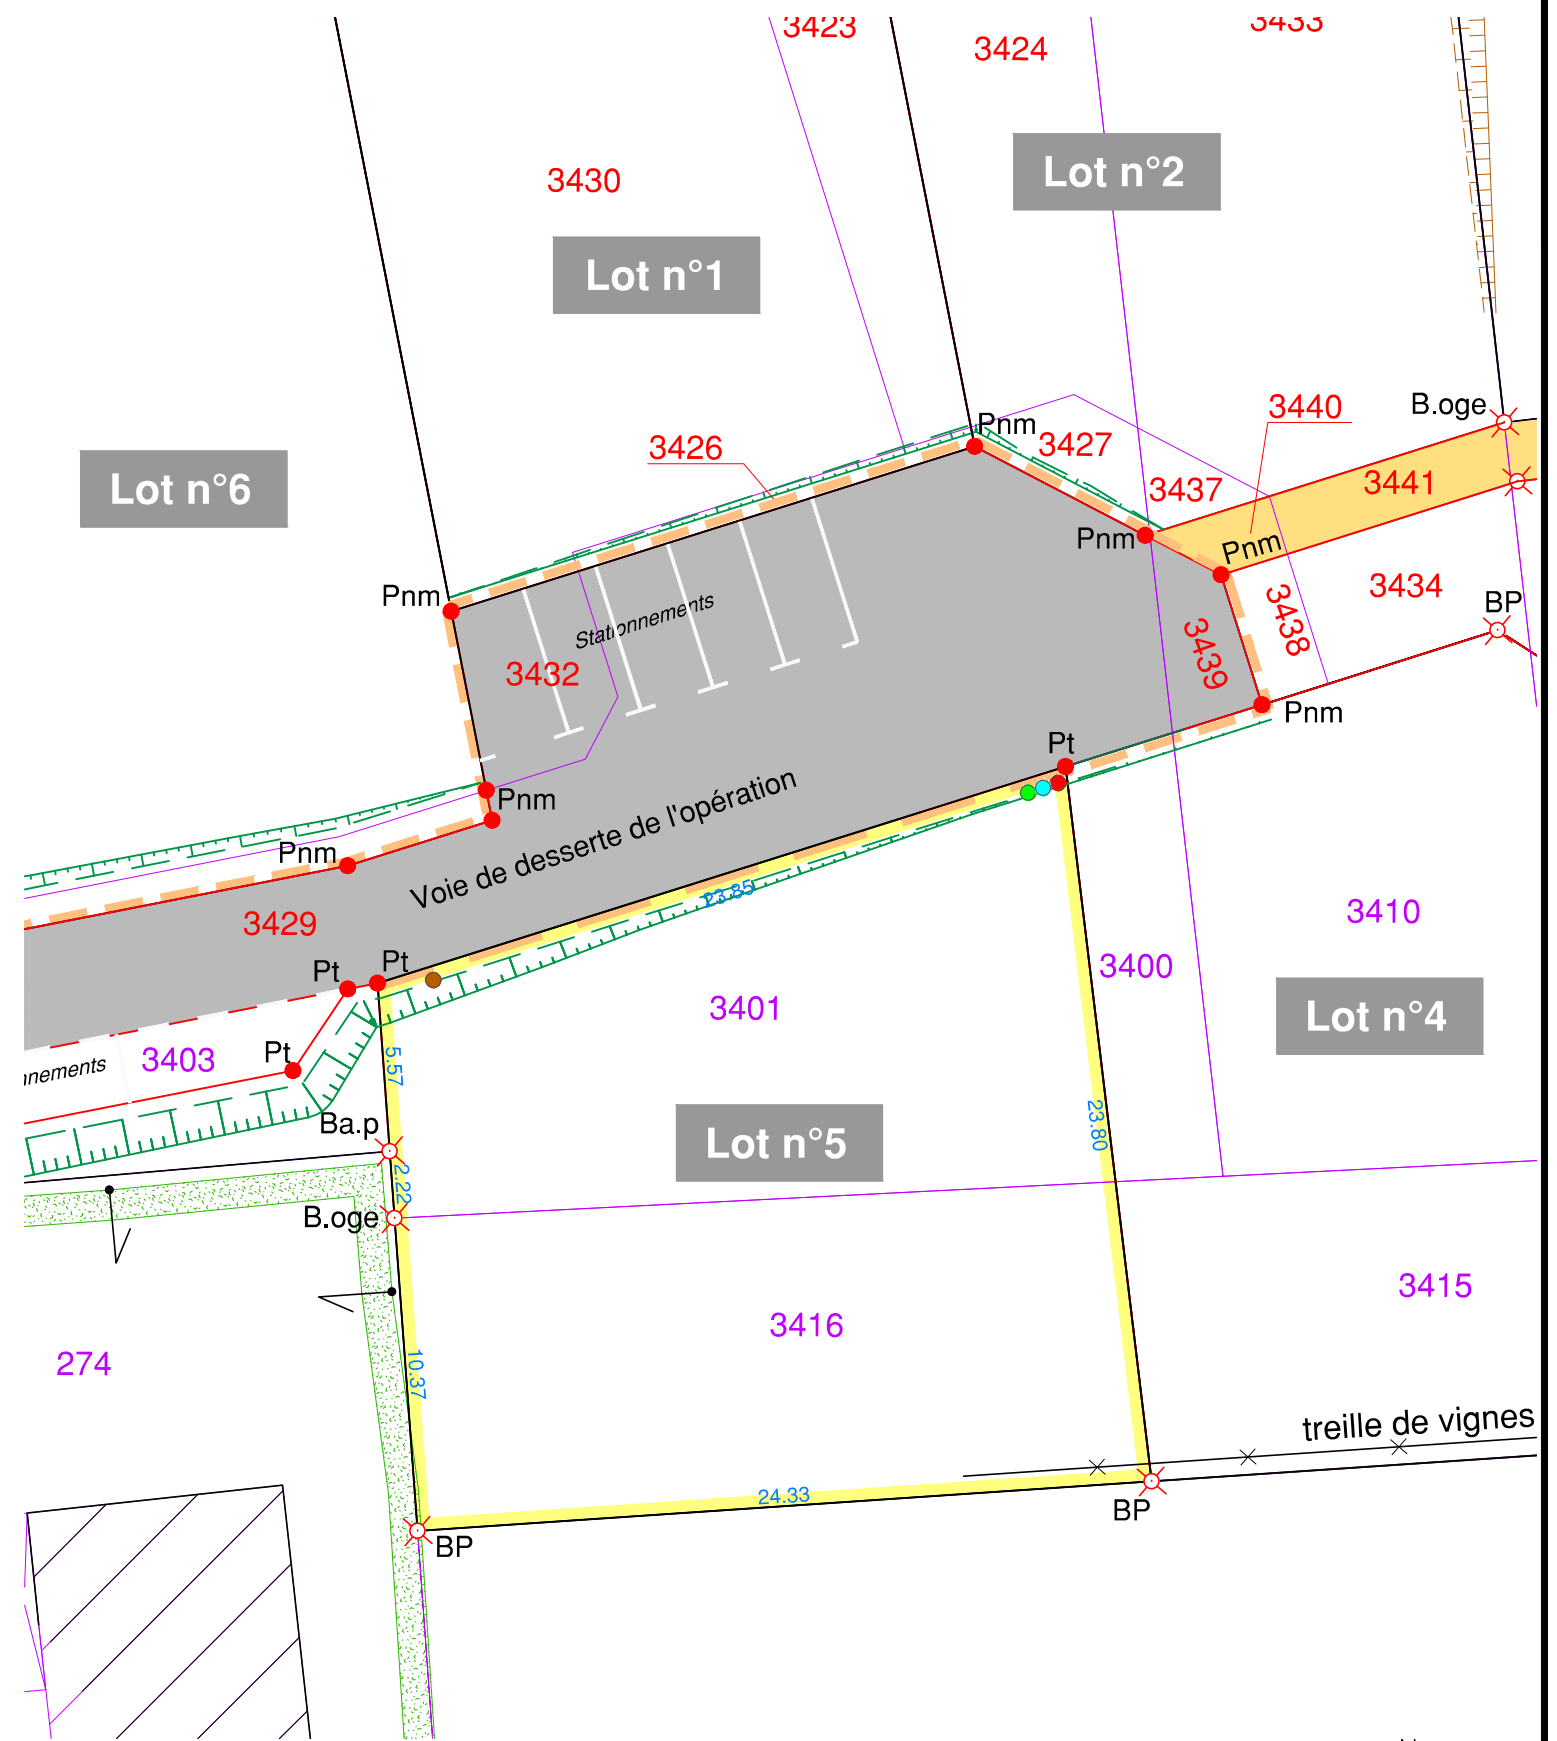 3423
3424
3433
3430
Lot n°2
Lot n°1
B.oge
3440
Pnm
3426
3427
3441
3437
Lot n°6
Pnm
Pnm
Pnm
3434
BP
Stationnements
3438
3432
3439
Pnm
Pt
Pnm
Voie de desserte de l'opération
Pnm
23.85
3429
3410
Pt
Pt
3400
3401
Lot n°4
Pt
3403
5.57
nnements
Ba.p
23.80
Lot n°5
2.22
B.oge
3415
3416
274
10.37
treille de vignes
24.33
BP
BP